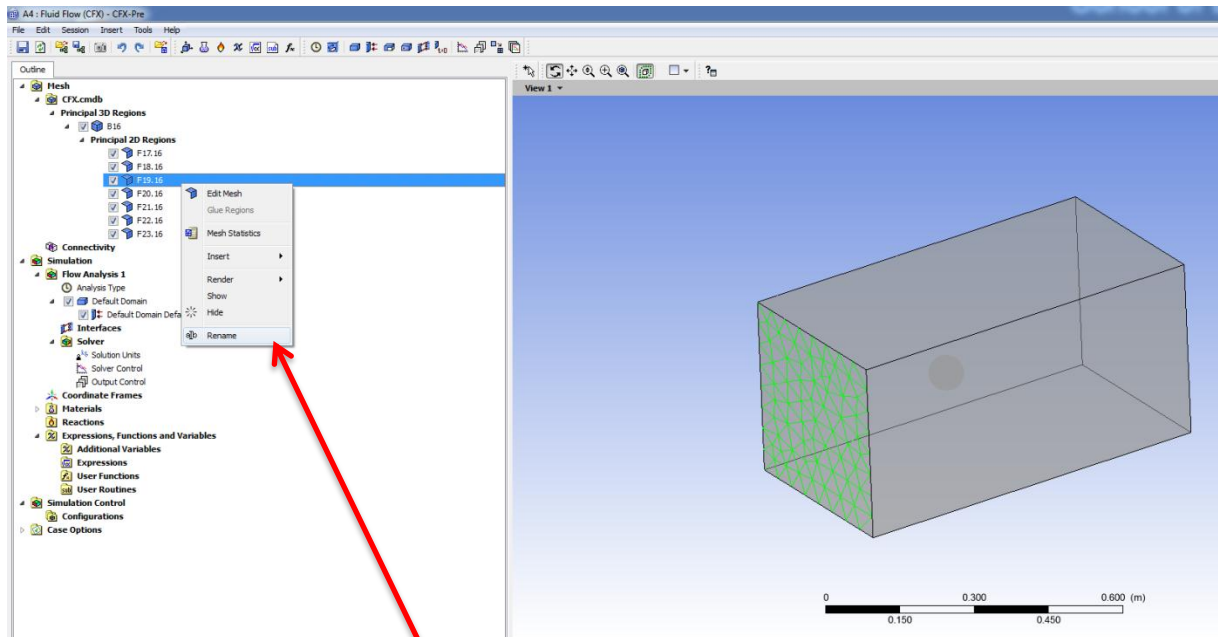 A4 : Fluid Flow (CFX) - CFX-Pre
File Edit Session Insert Tools Help
Outline
Mesh
CFX.cmdb
Principal 3D Regions
B16
Principal 2D Regions
F17.16
F18.16
F19.16
F20.16
F21.16
F22.16
F23.16
Connectivity
Simulation
Flow Analysis 1
Analysis Type
Default Domain
Default Domain Defa
Interfaces
Solver
Solution Units
Solver Control
Output Control
Coordinate Frames
Materials
Reactions
Expressions, Functions and Variables
Additional Variables
Expressions
User Functions
User Routines
Simulation Control
Configurations
Case Options
Edit Mesh
Glue Regions
Mesh Statistics
Insert
Render
Show
Hide
Rename
View 1
0 0.300 0.600 (m)
0.150 0.450